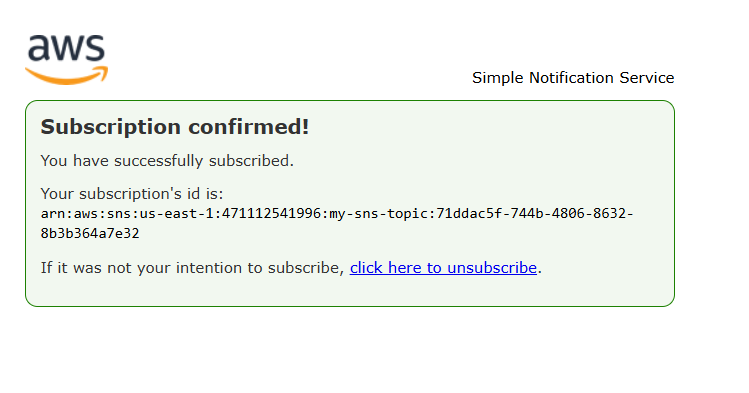 aws
Simple Notification Service
Subscription confirmed!
You have successfully subscribed.
Your subscription's id is:
arn:aws:sns:us-east-1:471112541996:my-sns-topic:71ddac5f-744b-4806-8632-
8b3b364a7e32
If it was not your intention to subscribe, click here to unsubscribe.